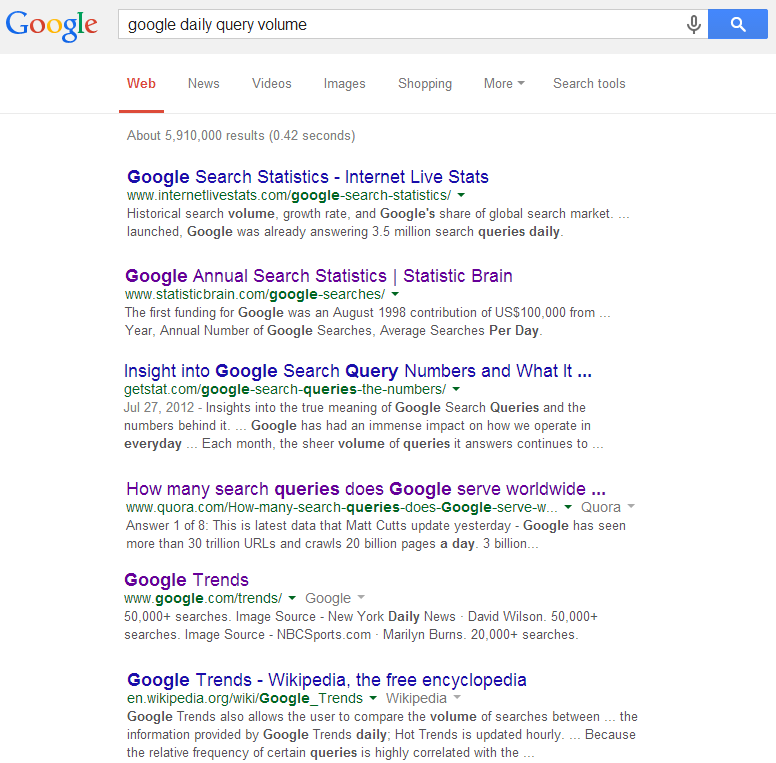 Google
google daily query volume
Web News Videos Images Shopping More Search tools
About 5,910,000 results (0.42 seconds)
Google Search Statistics - Internet Live Stats
www.internetlivestats.com/google-search-statistics/
Historical search volume, growth rate, and Google's share of global search market. ...
launched, Google was already answering 3.5 million search queries daily.
Google Annual Search Statistics | Statistic Brain
www.statisticbrain.com/google-searches/
The first funding for Google was an August 1998 contribution of US$100,000 from ...
Year, Annual Number of Google Searches, Average Searches Per Day.
Insight into Google Search Query Numbers and What It ...
getstat.com/google-search-queries-the-numbers/
Jul 27, 2012 - Insights into the true meaning of Google Search Queries and the
numbers behind it. ... Google has had an immense impact on how we operate in
everyday ... Each month, the sheer volume of queries it answers continues to ...
How many search queries does Google serve worldwide ...
www.quora.com/How-many-search-queries-does-Google-serve-w... Quora
Answer 1 of 8: This is latest data that Matt Cutts update yesterday - Google has seen
more than 30 trillion URLs and crawls 20 billion pages a day. 3 billion...
Google Trends
www.google.com/trends/ Google
50,000+ searches. Image Source - New York Daily News · David Wilson. 50,000+
searches. Image Source - NBCSports.com · Marilyn Burns. 20,000+ searches.
Google Trends - Wikipedia, the free encyclopedia
en.wikipedia.org/wiki/Google_Trends Wikipedia
Google Trends also allows the user to compare the volume of searches between ... the
information provided by Google Trends daily; Hot Trends is updated hourly. ... Because
the relative frequency of certain queries is highly correlated with the ...